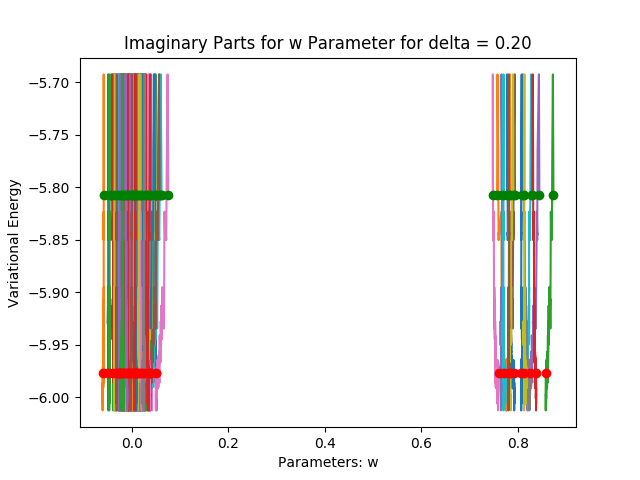 Imaginary Parts for w Parameter for delta = 0.20
Variational Energy
−5.70
−5.75
−5.80
−5.85
−5.90
−5.95
−6.00
0.0 0.2 0.4 0.6 0.8
Parameters: w